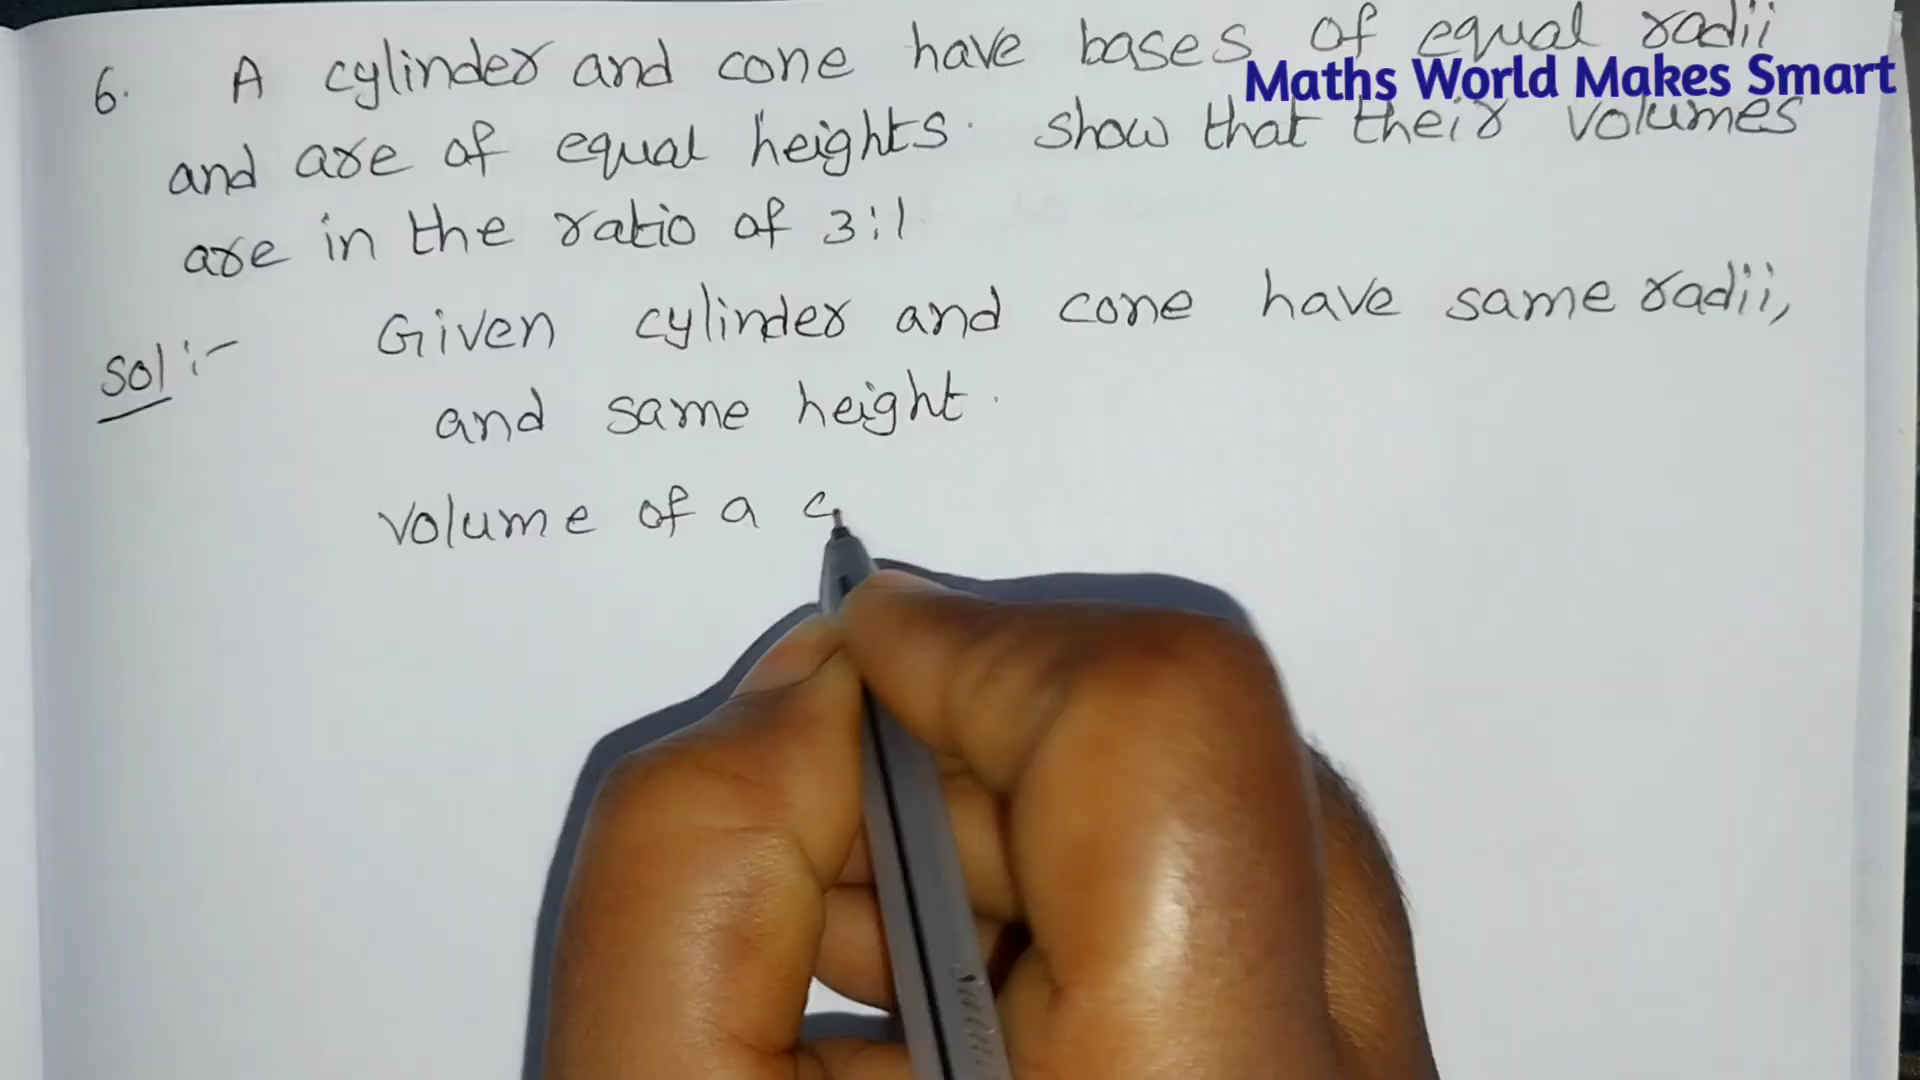 6. A cylinder and cone have bases of equal radii
Maths World Makes Smart
and are of equal heights. show that their volumes
are in the ratio of 3:1
Sol :- Given cylinder and cone have same radii,
and same height.
volume of a c